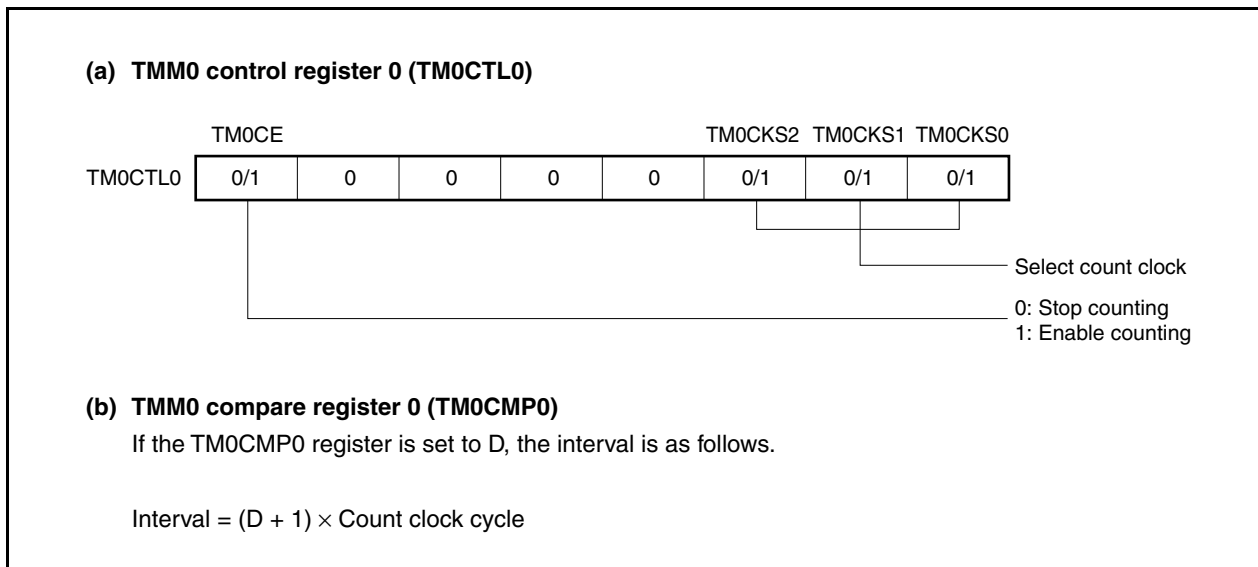 (a) TMM0 control register 0 (TM0CTL0)
TM0CE TM0CKS2 TM0CKS1 TM0CKS0
TM0CTL0 0/1 0 0 0 0 0/1 0/1 0/1
Select count clock
0: Stop counting
1: Enable counting
(b) TMM0 compare register 0 (TM0CMP0)
If the TM0CMP0 register is set to D, the interval is as follows.
Interval = (D + 1) × Count clock cycle